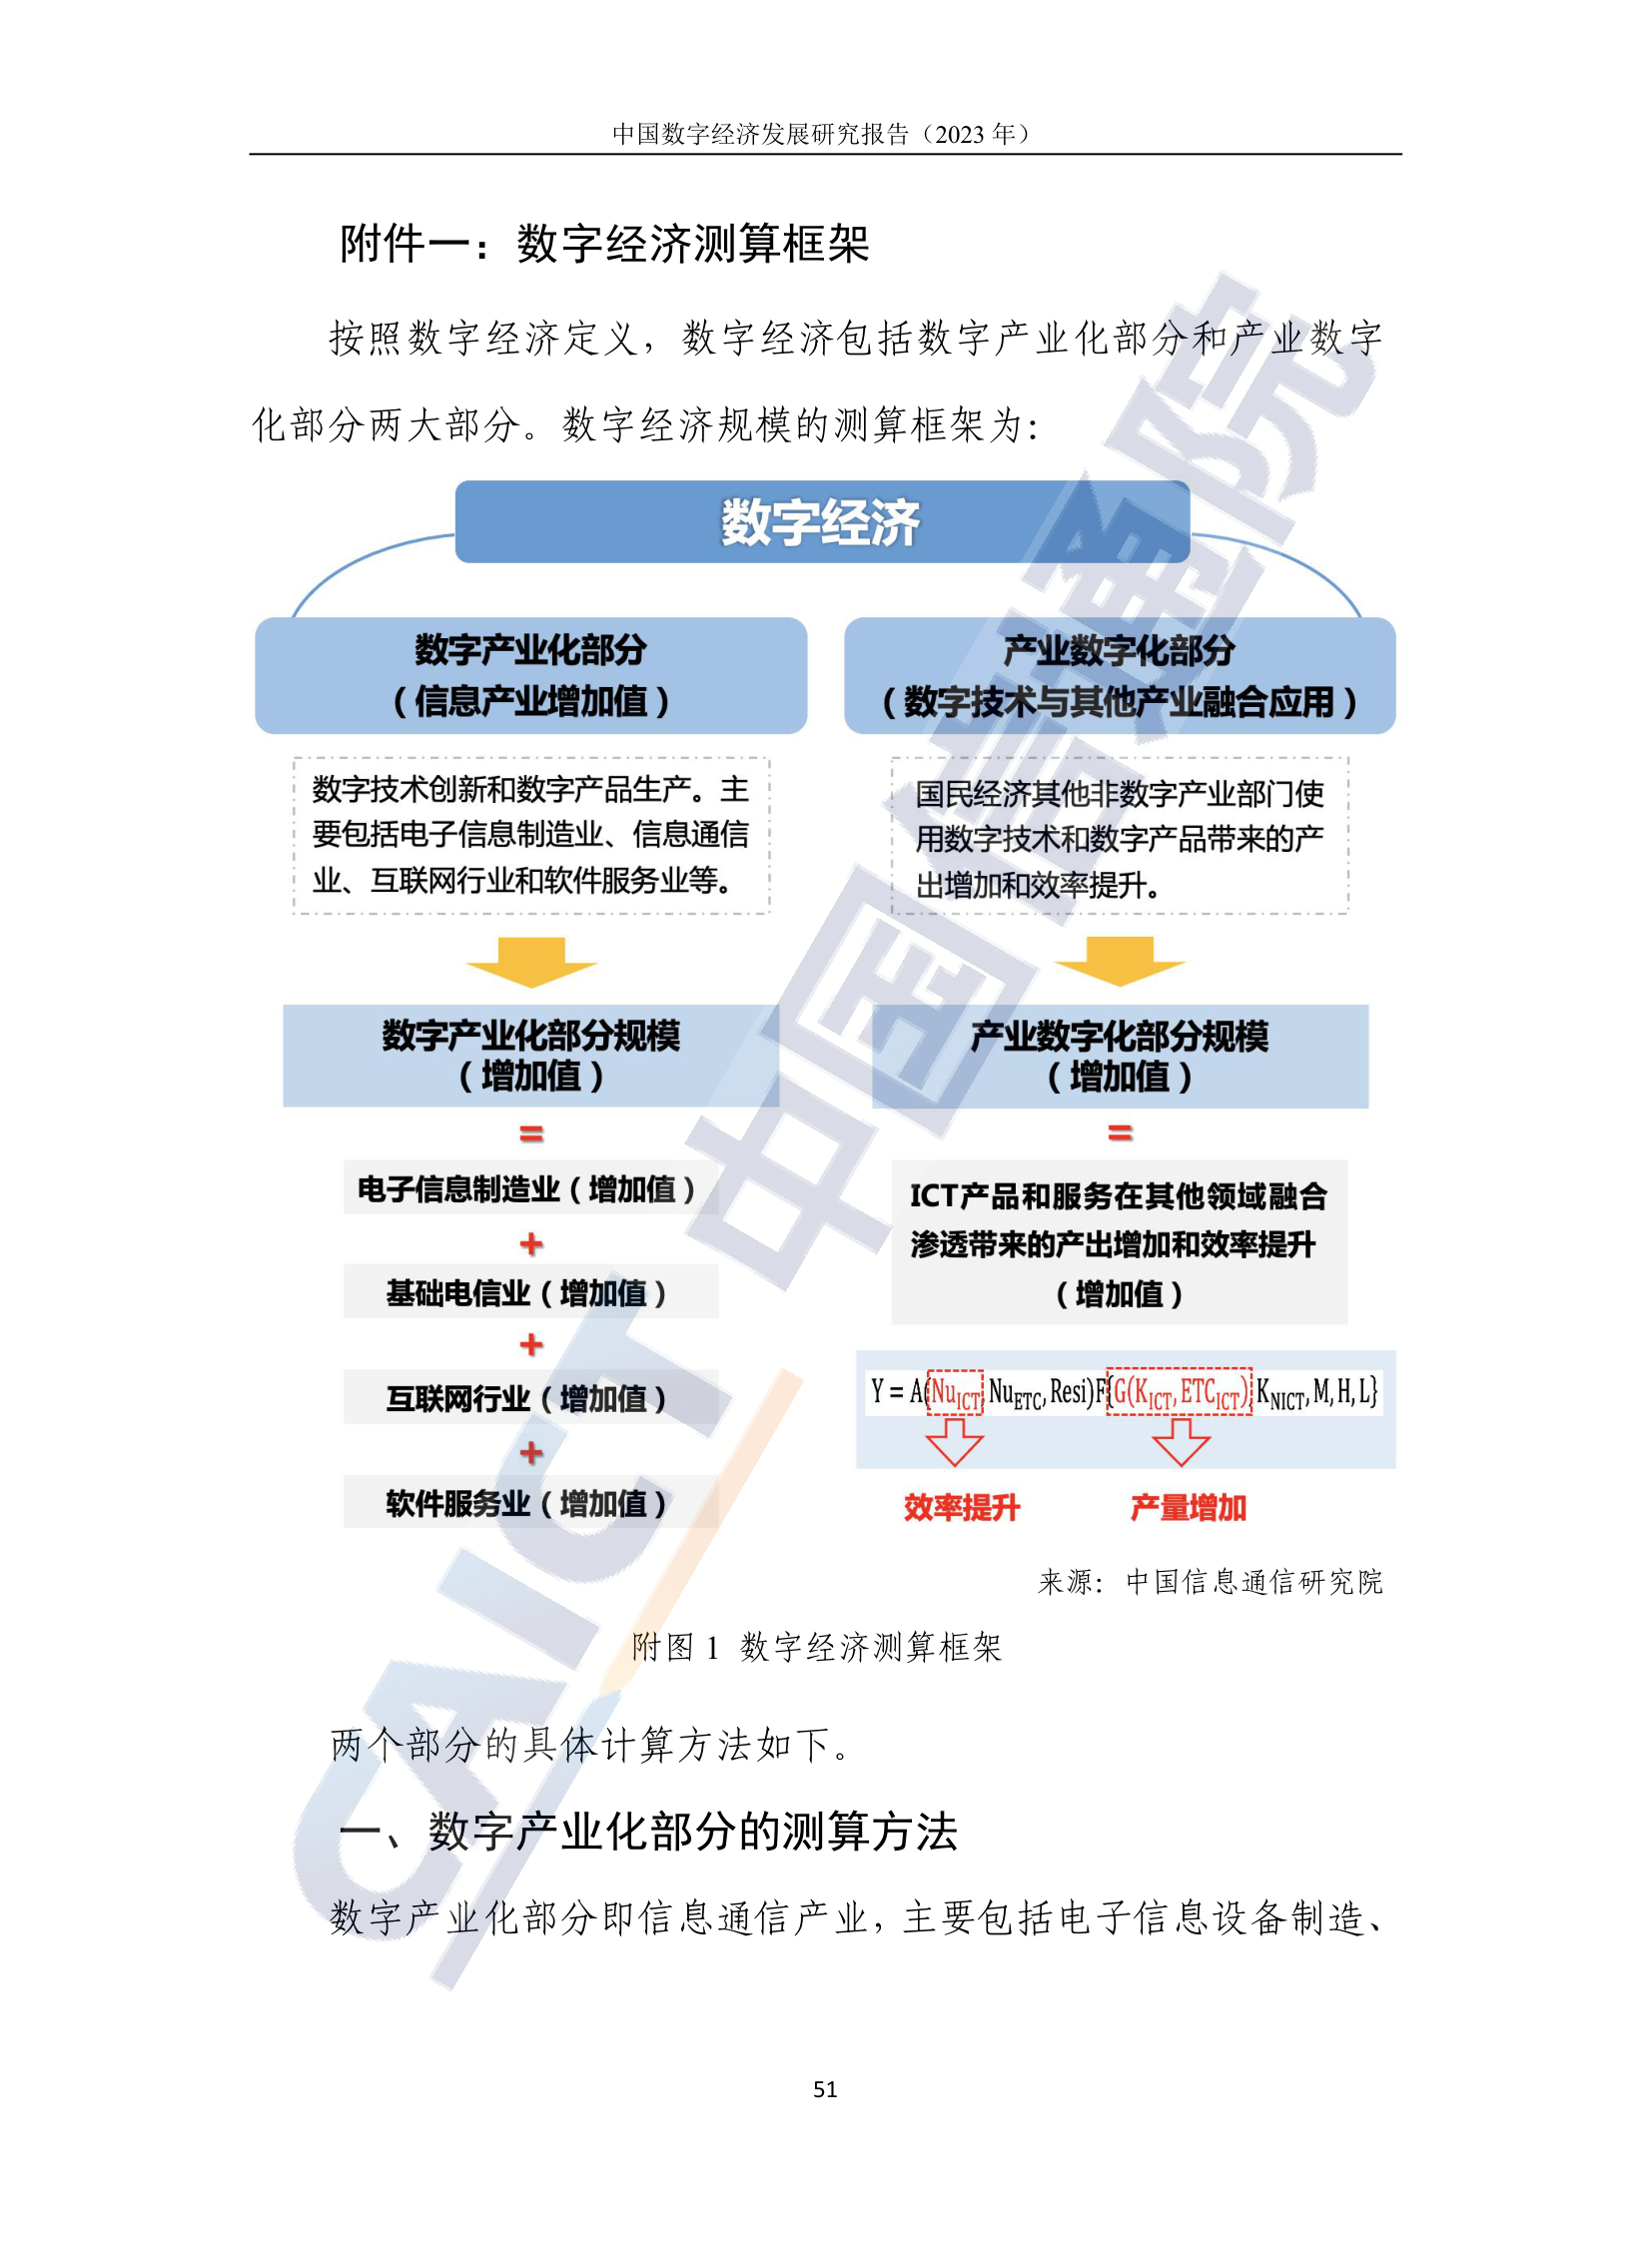 中国数字经济发展研究报告（2023 年）
附件一：数字经济测算框架
按照数字经济定义，数字经济包括数字产业化部分和产业数字
化部分两大部分。数字经济规模的测算框架为：
数字经济
数字产业化部分
（信息产业增加值）
数字技术创新和数字产品生产。主
要包括电子信息制造业、信息通信
业、互联网行业和软件服务业等。
数字产业化部分规模
（增加值）
=
电子信息制造业（增加值）
+
基础电信业（增加值）
+
互联网行业（增加值）
+
软件服务业（增加值）
产业数字化部分
（数字技术与其他产业融合应用）
国民经济其他非数字产业部门使
用数字技术和数字产品带来的产
出增加和效率提升。
产业数字化部分规模
（增加值）
=
ICT产品和服务在其他领域融合
渗透带来的产出增加和效率提升
（增加值）
Y = A(Nu_ICT, Nu_ETC, Resi)F{G(K_ICT, ETC_ICT), K_NICT, M, H, L}
效率提升 产量增加
来源：中国信息通信研究院
附图 1 数字经济测算框架
两个部分的具体计算方法如下。
一、数字产业化部分的测算方法
数字产业化部分即信息通信产业，主要包括电子信息设备制造、
51
CAICT 中国信通院